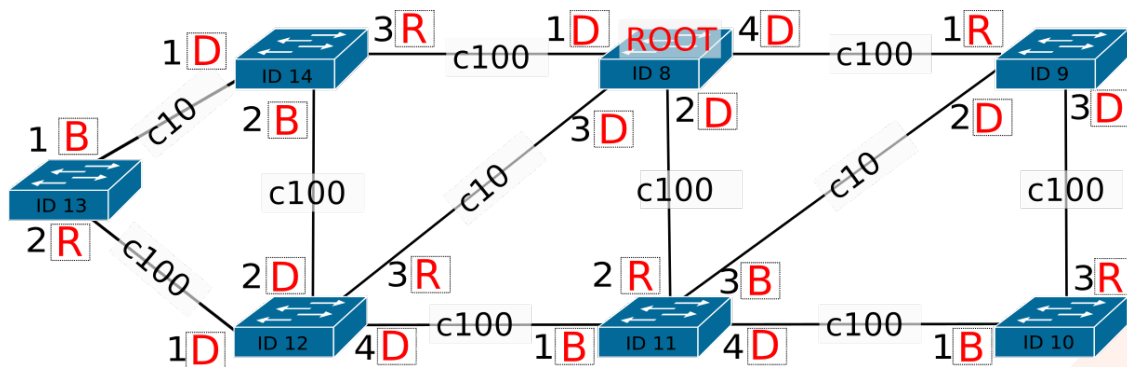 3 R
1 D
ROOT
4 D
1 R
1 D
c100
c100
ID 14
ID 8
ID 9
c10
2 B
3 D
2 D
2 D
3 D
1 B
c10
c10
c100
c100
c100
ID 13
2 R
c100
2 D
3 R
2 R
3 B
3 R
c100
c100
1 D
ID 12
4 D
1 B
ID 11
4 D
1 B
ID 10